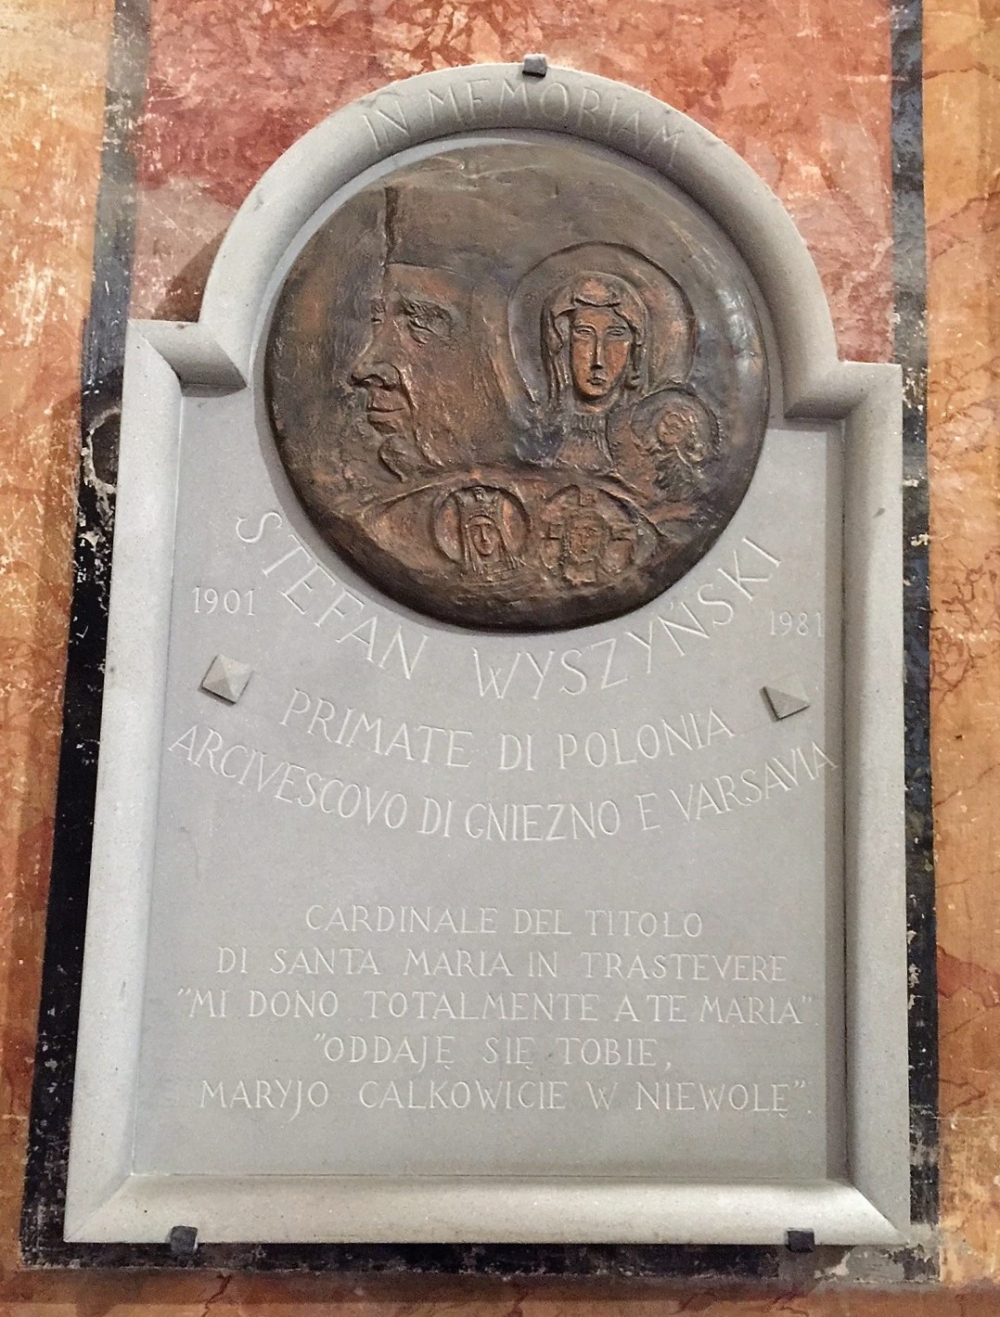 IN MEMORIAM
STEFAN WYSZYŃSKI
1901 1981
PRIMATE DI POLONIA
ARCIVESCOVO DI GNIEZNO E VARSAVIA
CARDINALE DEL TITOLO
DI SANTA MARIA IN TRASTEVERE
"MI DONO TOTALMENTE A TE MARIA"
"ODDAJĘ SIĘ TOBIE,
MARYJO CALKOWICIE W NIEWOLĘ".